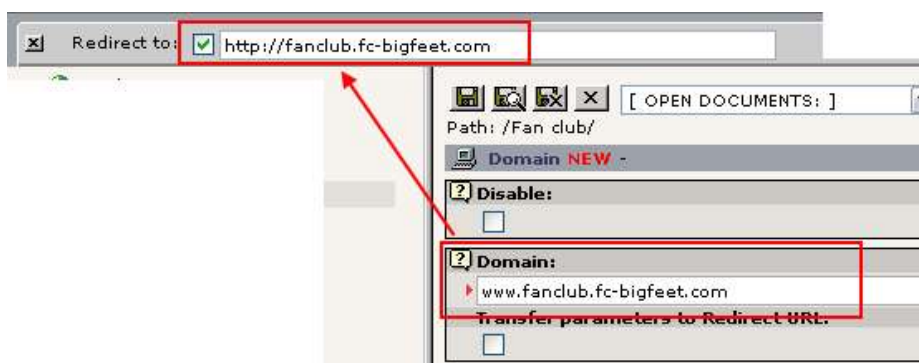 Redirect to: http://fanclub.fc-bigfeet.com
[ OPEN DOCUMENTS: ]
Path: /Fan club/
Domain NEW -
Disable:
Domain:
www.fanclub.fc-bigfeet.com
Transfer parameters to Redirect URL: